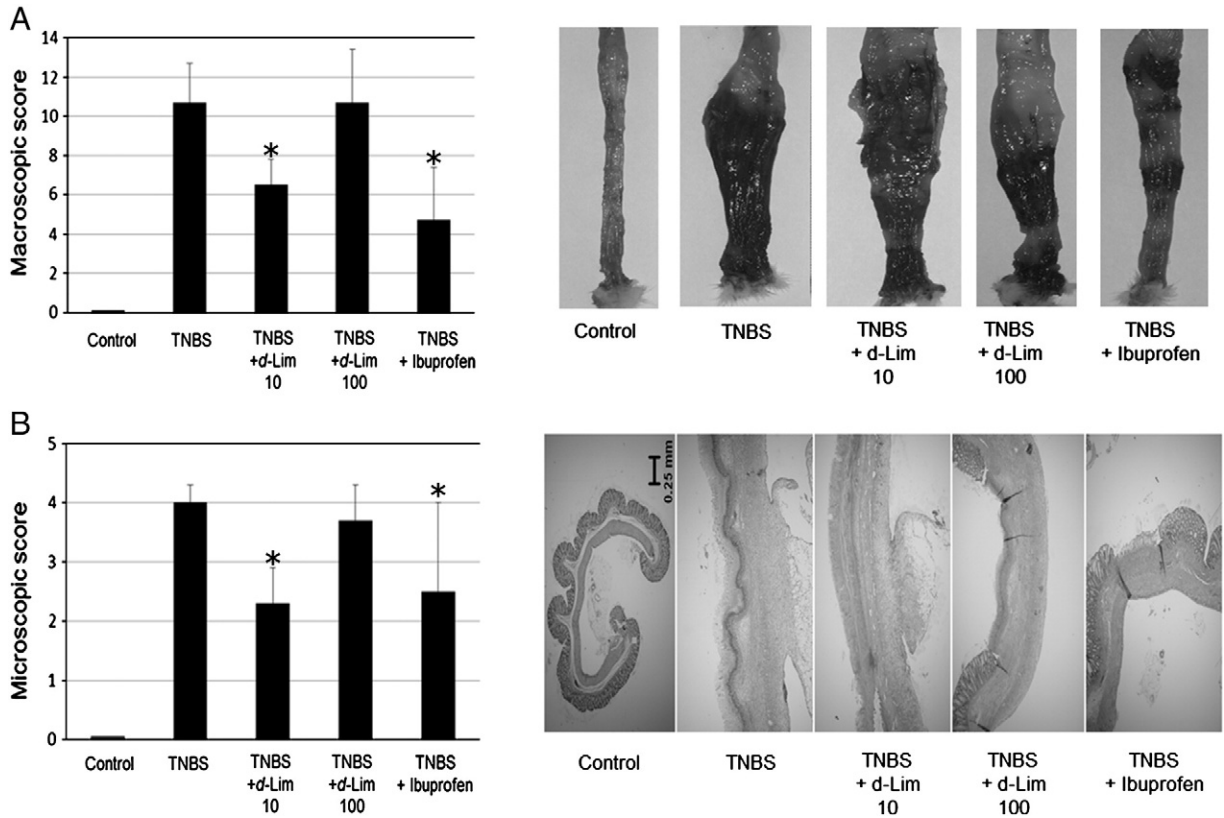 A
Macroscopic score
14
12
10
8
6
4
2
0
*
*
Control
TNBS
TNBS
+d-Lim
10
TNBS
+d-Lim
100
TNBS
+ Ibuprofen
Control
TNBS
TNBS
+ d-Lim
10
TNBS
+ d-Lim
100
TNBS
+ Ibuprofen
B
Microscopic score
5
4
3
2
1
0
*
*
Control
TNBS
TNBS
+d-Lim
10
TNBS
+d-Lim
100
TNBS
+ Ibuprofen
0.25 mm
Control
TNBS
TNBS
+ d-Lim
10
TNBS
+ d-Lim
100
TNBS
+ Ibuprofen